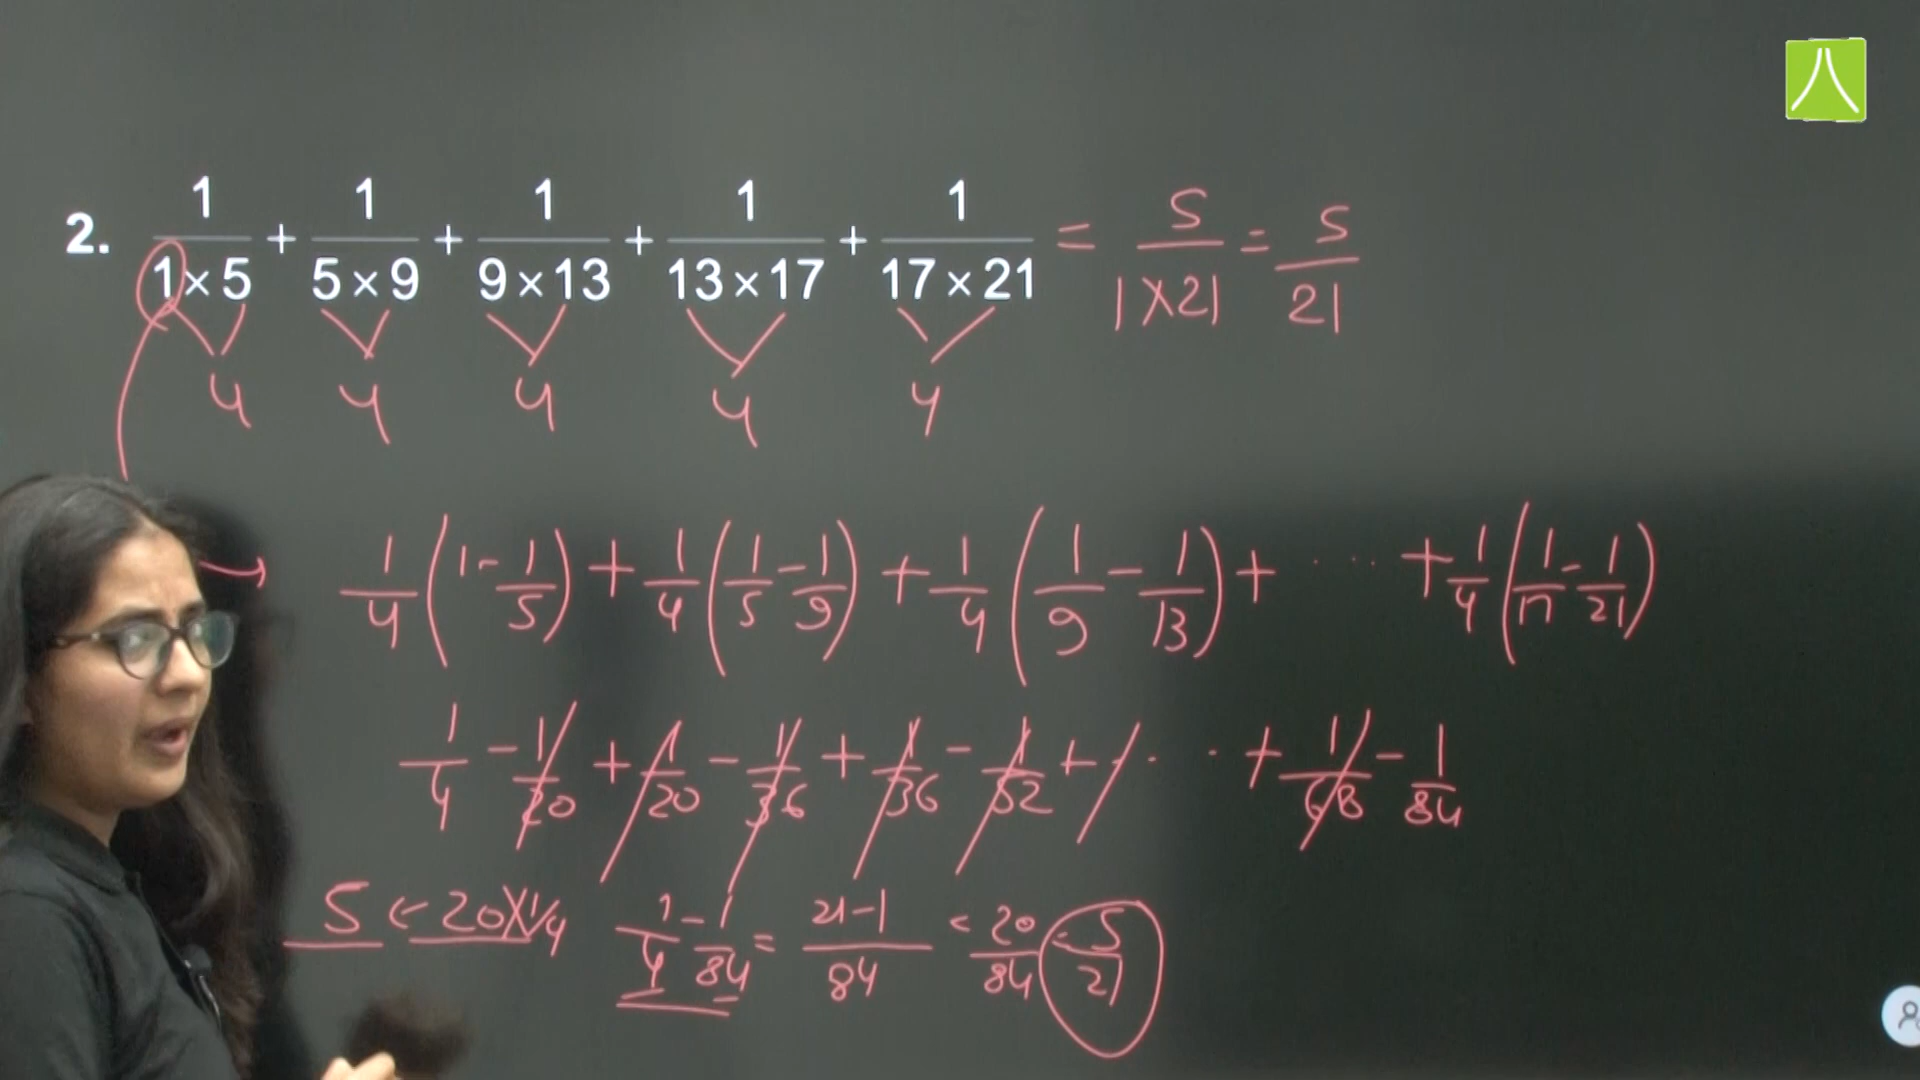 2. 1/(1×5) + 1/(5×9) + 1/(9×13) + 1/(13×17) + 1/(17×21) = 5/(1×21) = 5/21
4 4 4 4 4
→ 1/4 (1 - 1/5) + 1/4 (1/5 - 1/9) + 1/4 (1/9 - 1/13) + ... + 1/4 (1/17 - 1/21)
1/4 - 1/20 + 1/20 - 1/36 + 1/36 - 1/52 + ... + 1/68 - 1/84
5 ← 20×1/4 1/4 - 1/84 = (21-1)/84 = 20/84 = 5/21